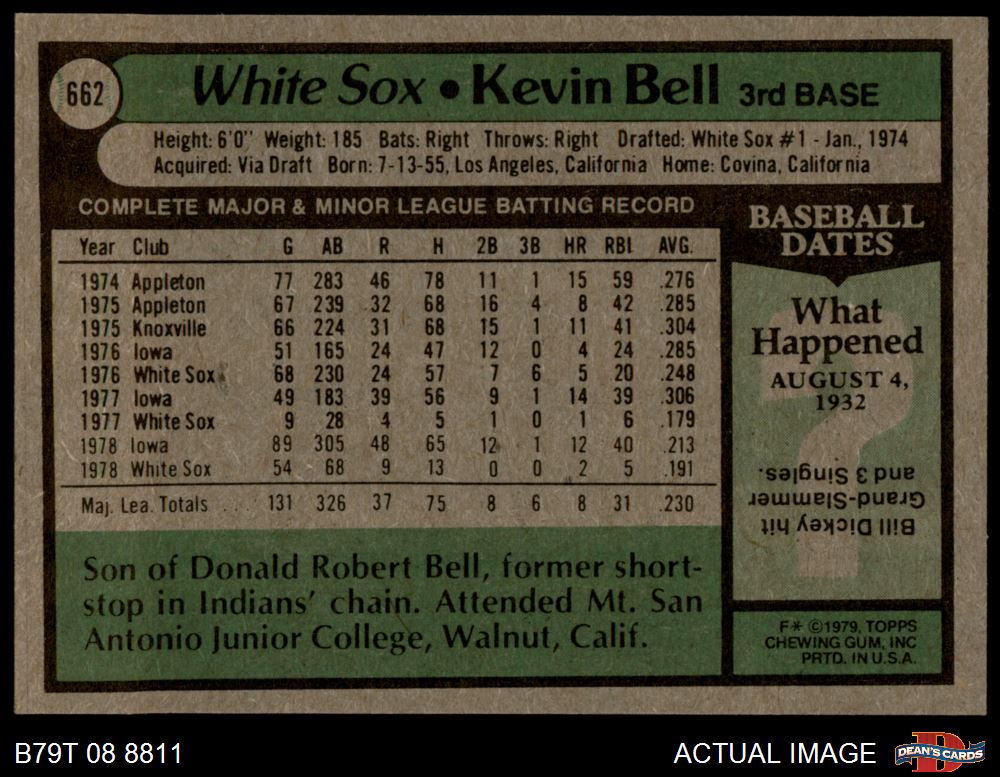 662
White Sox • Kevin Bell 3rd BASE
Height: 6'0" Weight: 185 Bats: Right Throws: Right Drafted: White Sox #1 - Jan., 1974
Acquired: Via Draft Born: 7-13-55, Los Angeles, California Home: Covina, California
COMPLETE MAJOR & MINOR LEAGUE BATTING RECORD
Year Club G AB R H 2B 3B HR RBI AVG.
1974 Appleton 77 283 46 78 11 1 15 59 .276
1975 Appleton 67 239 32 68 16 4 8 42 .285
1975 Knoxville 66 224 31 68 15 1 11 41 .304
1976 Iowa 51 165 24 47 12 0 4 24 .285
1976 White Sox 68 230 24 57 7 6 5 20 .248
1977 Iowa 49 183 39 56 9 1 14 39 .306
1977 White Sox 9 28 4 5 1 0 1 6 .179
1978 Iowa 89 305 48 65 12 1 12 40 .213
1978 White Sox 54 68 9 13 0 0 2 5 .191
Maj. Lea. Totals . . . 131 326 37 75 8 6 8 31 .230
Son of Donald Robert Bell, former short-
stop in Indians' chain. Attended Mt. San
Antonio Junior College, Walnut, Calif.
BASEBALL
DATES
What
Happened
AUGUST 4,
1932
?
Bill Dickey hit
Grand-Slammer
and 3 Singles.
F* ©1979, TOPPS
CHEWING GUM, INC
PRTD. IN U.S.A.
B79T 08 8811
ACTUAL IMAGE
D
DEAN'S CARDS